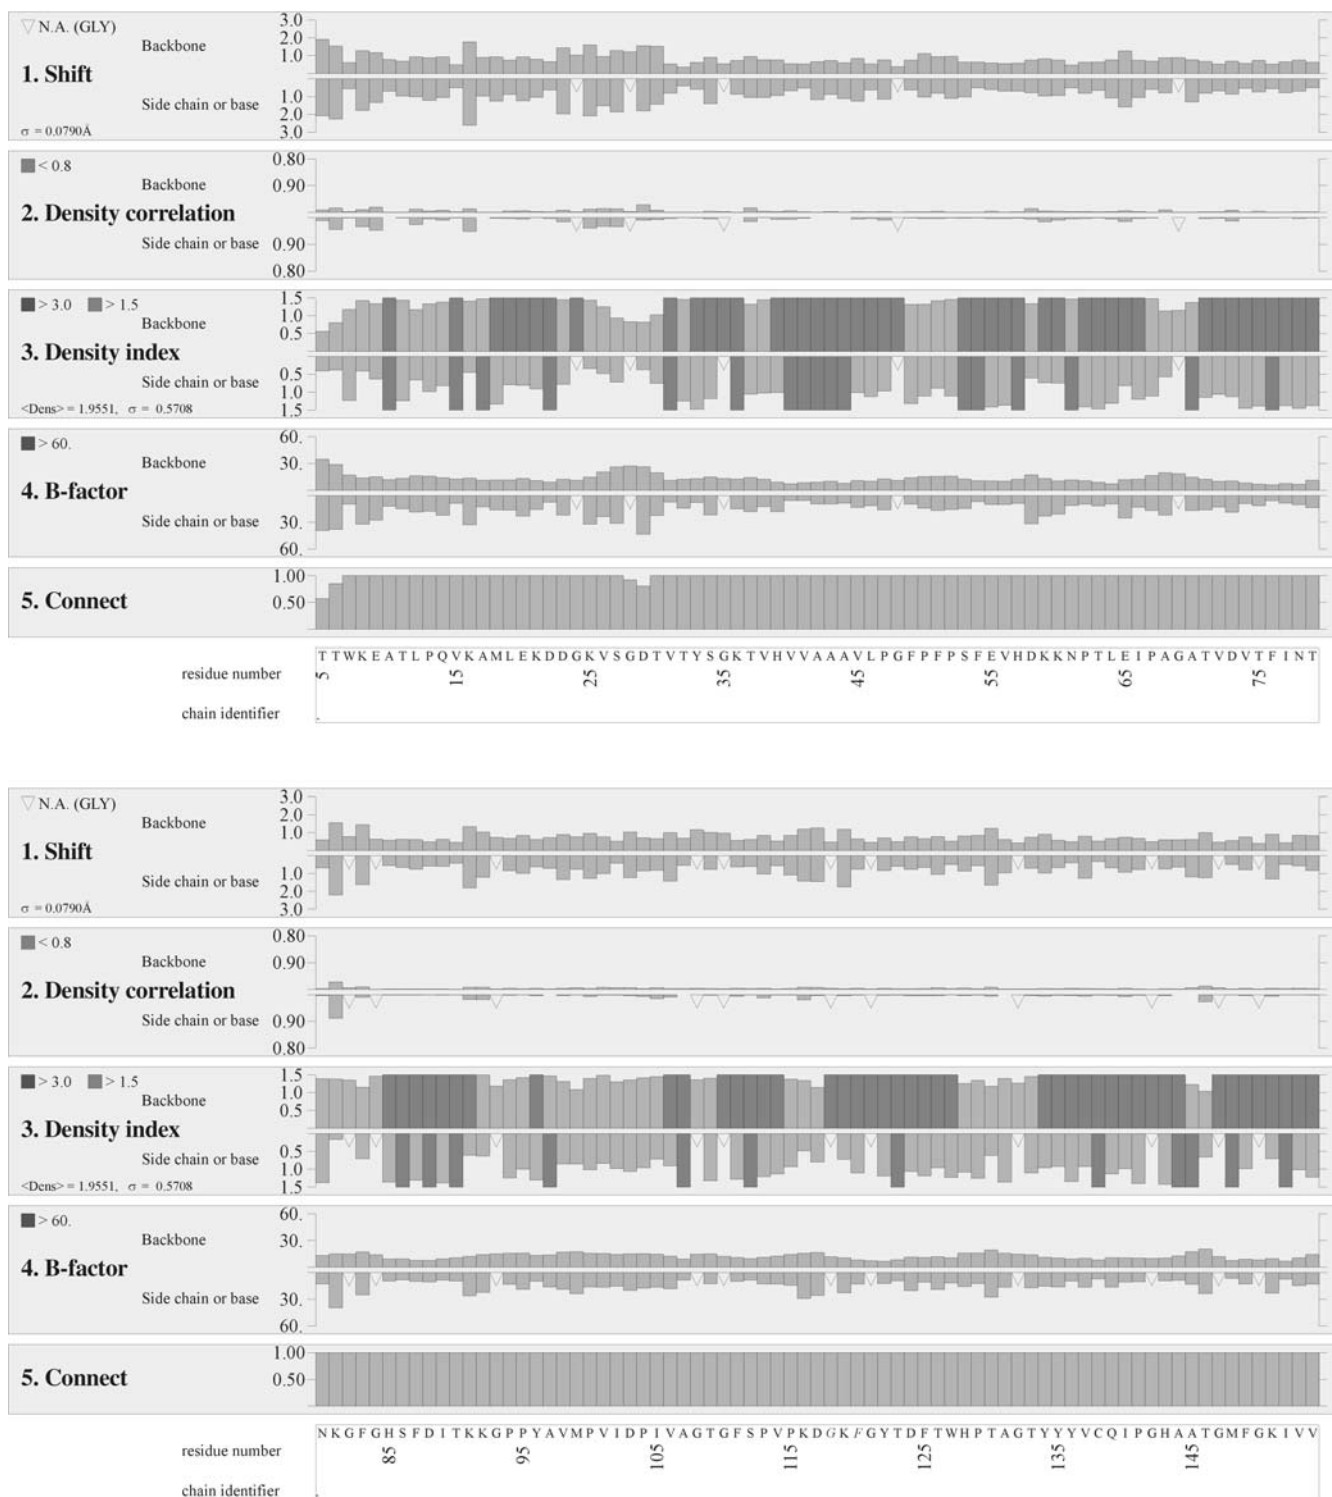 3.0
▽ N.A. (GLY)
Backbone
2.0
1.0
1. Shift
Side chain or base
1.0
2.0
σ = 0.0790Å
3.0
< 0.8
0.80
Backbone
0.90
2. Density correlation
Side chain or base
0.90
0.80
> 3.0 > 1.5
1.5
Backbone
1.0
0.5
3. Density index
Side chain or base
0.5
1.0
<Dens> = 1.9551, σ = 0.5708
1.5
> 60.
60.
Backbone
30.
4. B-factor
Side chain or base
30.
60.
5. Connect
1.00
0.50
T T W K E A T L P Q V K A M L E K D D G K V S G D T V T Y S G K T V H V V A A A V L P G F P F P S F E V H D K K N P T L E I P A G A T V D V T F I N T
residue number
5 15 25 35 45 55 65 75
chain identifier
3.0
▽ N.A. (GLY)
Backbone
2.0
1.0
1. Shift
Side chain or base
1.0
2.0
σ = 0.0790Å
3.0
< 0.8
0.80
Backbone
0.90
2. Density correlation
Side chain or base
0.90
0.80
> 3.0 > 1.5
1.5
Backbone
1.0
0.5
3. Density index
Side chain or base
0.5
1.0
<Dens> = 1.9551, σ = 0.5708
1.5
> 60.
60.
Backbone
30.
4. B-factor
Side chain or base
30.
60.
5. Connect
1.00
0.50
N K G F G H S F D I T K K G P P Y A V M P V I D P I V A G T G F S P V P K D G K F G Y T D F T W H P T A G T Y Y Y V C Q I P G H A A T G M F G K I V V
residue number
85 95 105 115 125 135 145
chain identifier